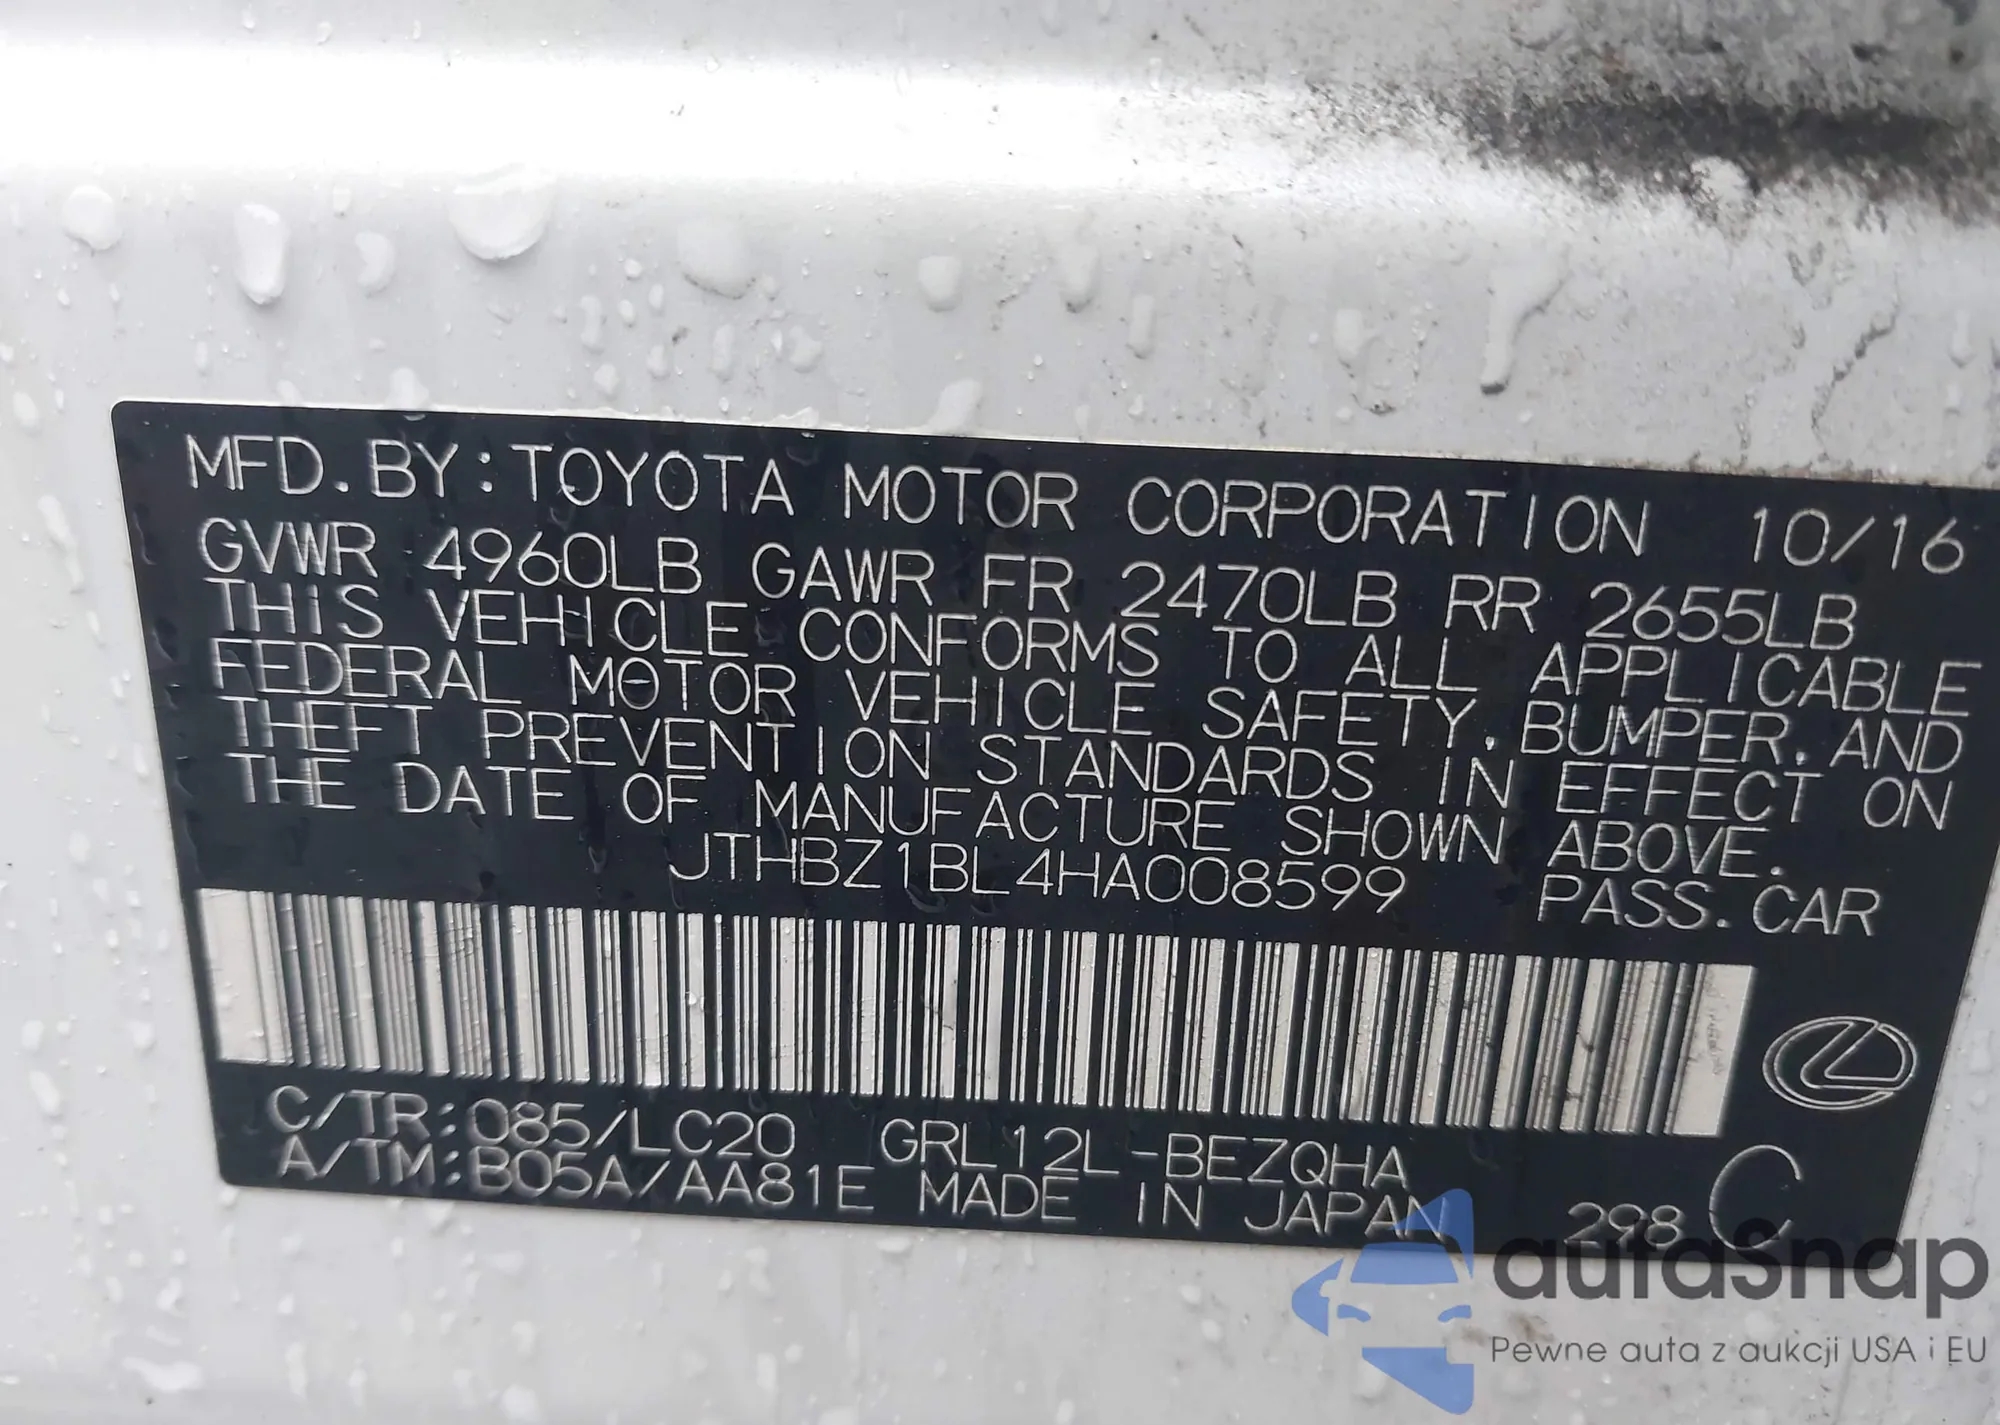 MFD.BY:TOYOTA MOTOR CORPORATION 10/16
GVWR 4960LB GAWR FR 2470LB RR 2655LB
THIS VEHICLE CONFORMS TO ALL APPLICABLE
FEDERAL MOTOR VEHICLE SAFETY, BUMPER, AND
THEFT PREVENTION STANDARDS IN EFFECT ON
THE DATE OF MANUFACTURE SHOWN ABOVE.
JTHBZ1BL4HA008599 PASS.CAR
C/TR:085/LC20 GRL12L-BEZQHA
A/TM:B05A/AA81E MADE IN JAPAN 298 C
autoSnap
Pewne auta z aukcji USA i EU